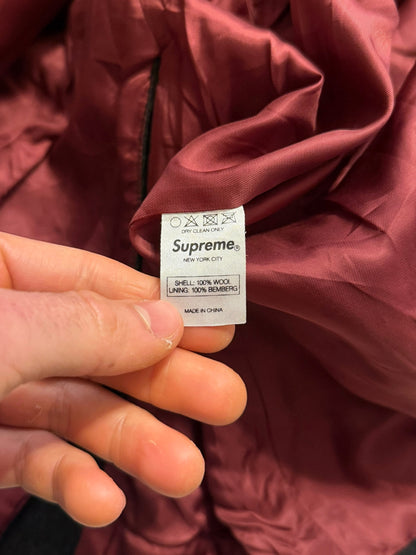 DRY CLEAN ONLY
Supreme®
NEW YORK CITY
SHELL: 100% WOOL
LINING: 100% BEMBERG
MADE IN CHINA